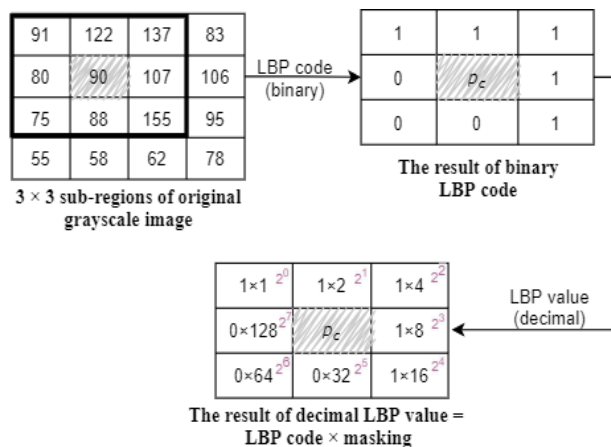 91 122 137 83
80 90 107 106
75 88 155 95
55 58 62 78
3 × 3 sub-regions of original
grayscale image
LBP code
(binary)
1 1 1
0 p_c 1
0 0 1
The result of binary
LBP code
LBP value
(decimal)
1×1 2^0 1×2 2^1 1×4 2^2
0×128 2^7 p_c 1×8 2^3
0×64 2^6 0×32 2^5 1×16 2^4
The result of decimal LBP value =
LBP code × masking